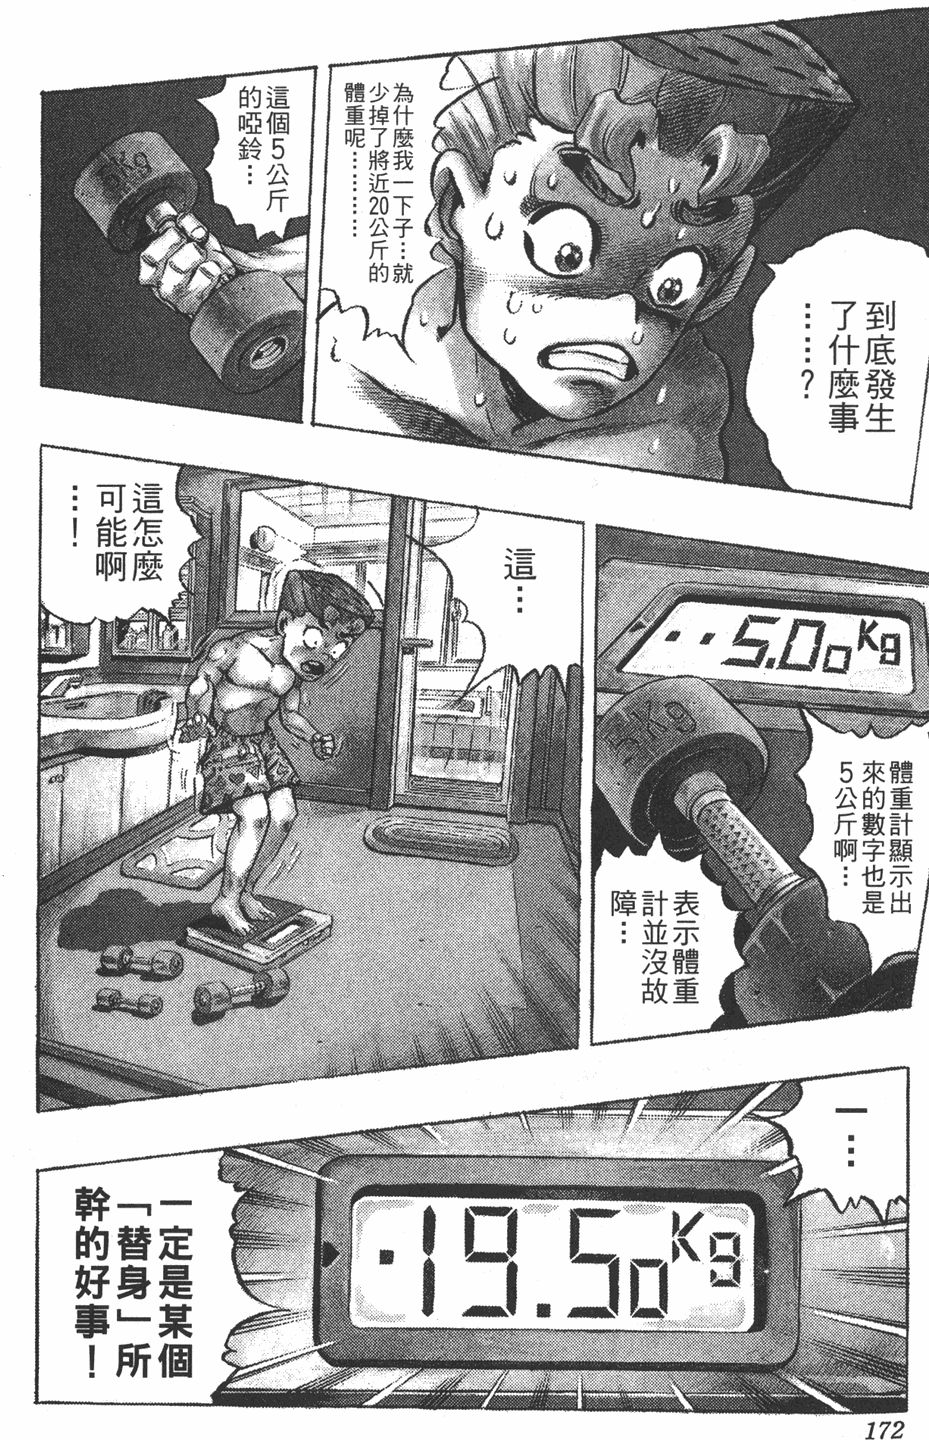 到底發生
了什麼事
……?
為什麼我一下子…就
少掉了將近20公斤的
體重呢…………
這個5公斤
的啞鈴…
5Kg
5.00Kg
5Kg
體重計顯示出
來的數字也是
5公斤啊…
表示體重
計並沒故
障…
這…
這怎麼
可能啊
…!
一…
19.50Kg
一定是某個
「替身」所
幹的好事!
172